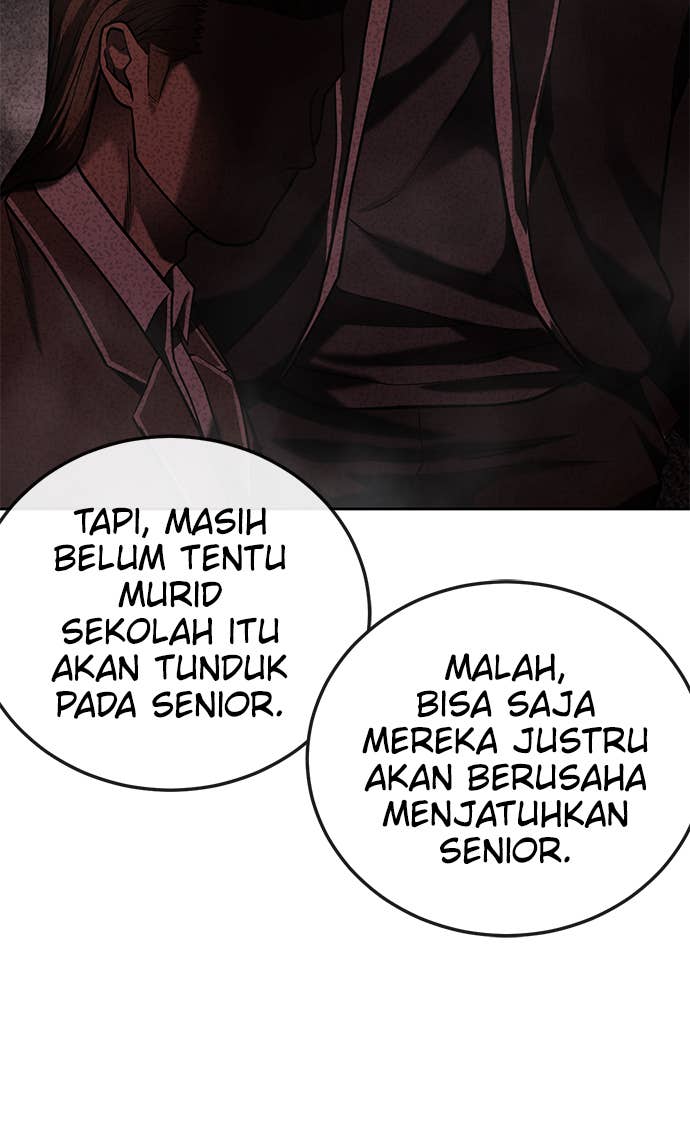 TAPI, MASIH
BELUM TENTU
MURID
SEKOLAH ITU
AKAN TUNDUK
PADA SENIOR.
MALAH,
BISA SAJA
MEREKA JUSTRU
AKAN BERUSAHA
MENJATUHKAN
SENIOR.